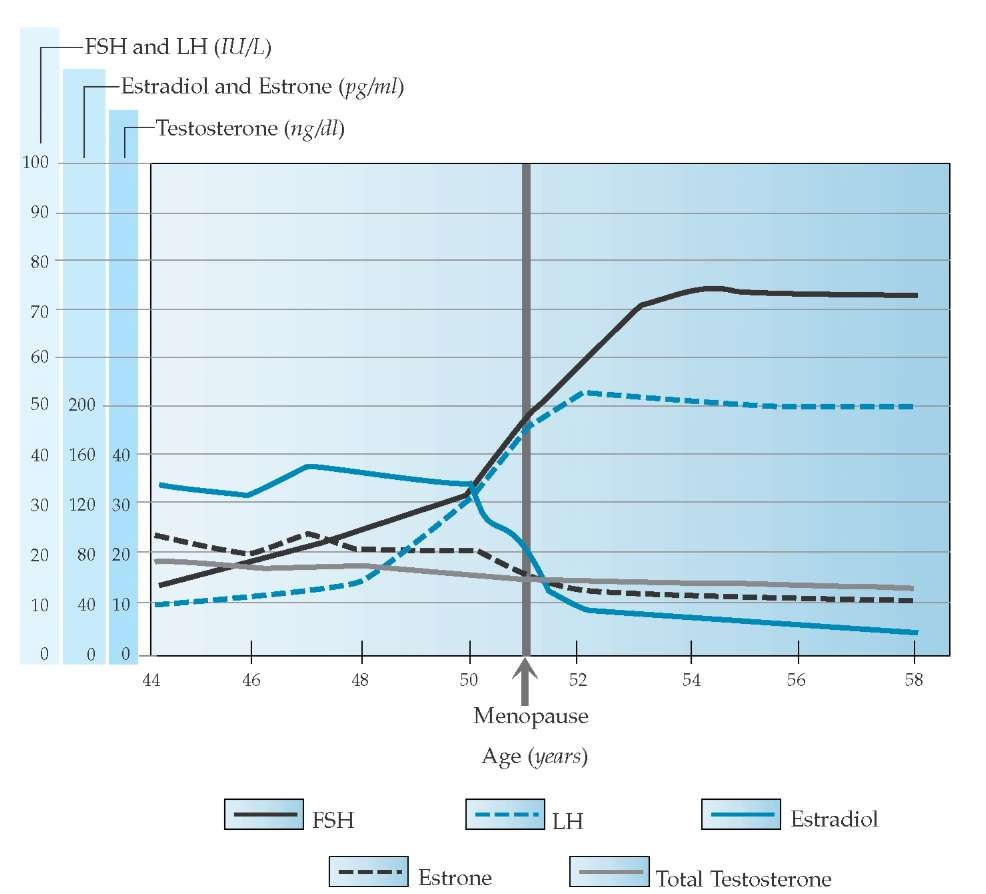 FSH and LH (IU/L)
Estradiol and Estrone (pg/ml)
Testosterone (ng/dl)
100
90
80
70
60
50 200
40 160 40
30 120 30
20 80 20
10 40 10
0 0 0
44 46 48 50 52 54 56 58
Menopause
Age (years)
FSH LH Estradiol
Estrone Total Testosterone